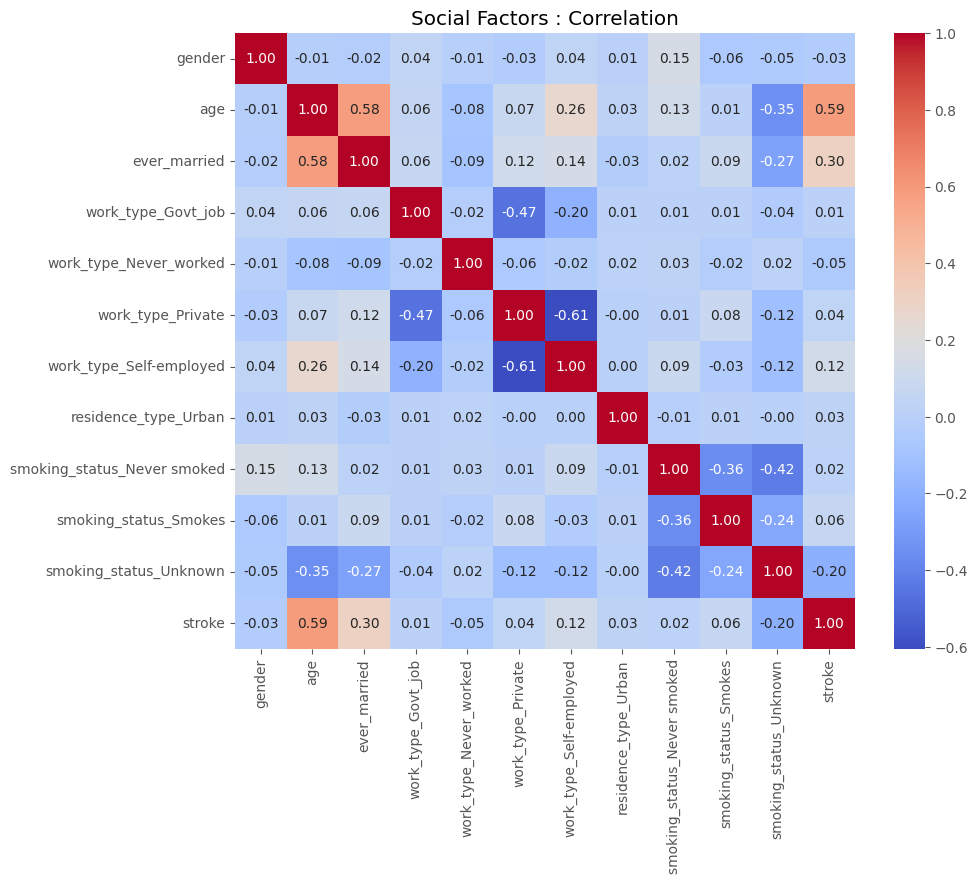 Social Factors : Correlation
gender 1.00 -0.01 -0.02 0.04 -0.01 -0.03 0.04 0.01 0.15 -0.06 -0.05 -0.03
age -0.01 1.00 0.58 0.06 -0.08 0.07 0.26 0.03 0.13 0.01 -0.35 0.59
ever_married -0.02 0.58 1.00 0.06 -0.09 0.12 0.14 -0.03 0.02 0.09 -0.27 0.30
work_type_Govt_job 0.04 0.06 0.06 1.00 -0.02 -0.47 -0.20 0.01 0.01 0.01 -0.04 0.01
work_type_Never_worked -0.01 -0.08 -0.09 -0.02 1.00 -0.06 -0.02 0.02 0.03 -0.02 0.02 -0.05
work_type_Private -0.03 0.07 0.12 -0.47 -0.06 1.00 -0.61 -0.00 0.01 0.08 -0.12 0.04
work_type_Self-employed 0.04 0.26 0.14 -0.20 -0.02 -0.61 1.00 0.00 0.09 -0.03 -0.12 0.12
residence_type_Urban 0.01 0.03 -0.03 0.01 0.02 -0.00 0.00 1.00 -0.01 0.01 -0.00 0.03
smoking_status_Never smoked 0.15 0.13 0.02 0.01 0.03 0.01 0.09 -0.01 1.00 -0.36 -0.42 0.02
smoking_status_Smokes -0.06 0.01 0.09 0.01 -0.02 0.08 -0.03 0.01 -0.36 1.00 -0.24 0.06
smoking_status_Unknown -0.05 -0.35 -0.27 -0.04 0.02 -0.12 -0.12 -0.00 -0.42 -0.24 1.00 -0.20
stroke -0.03 0.59 0.30 0.01 -0.05 0.04 0.12 0.03 0.02 0.06 -0.20 1.00
gender
age
ever_married
work_type_Govt_job
work_type_Never_worked
work_type_Private
work_type_Self-employed
residence_type_Urban
smoking_status_Never smoked
smoking_status_Smokes
smoking_status_Unknown
stroke
1.0
0.8
0.6
0.4
0.2
0.0
−0.2
−0.4
−0.6